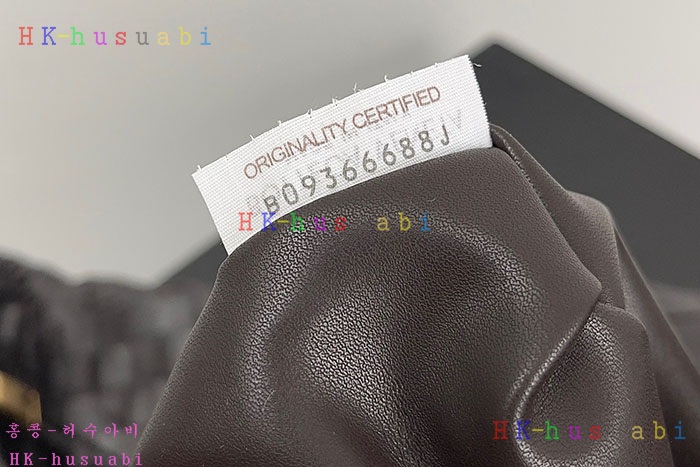 HK-husuabi
ORIGINALITY CERTIFIED
B09366688J
HK-hus abi
홍콩-허수아비
HK-husuabi
HK-hus abi